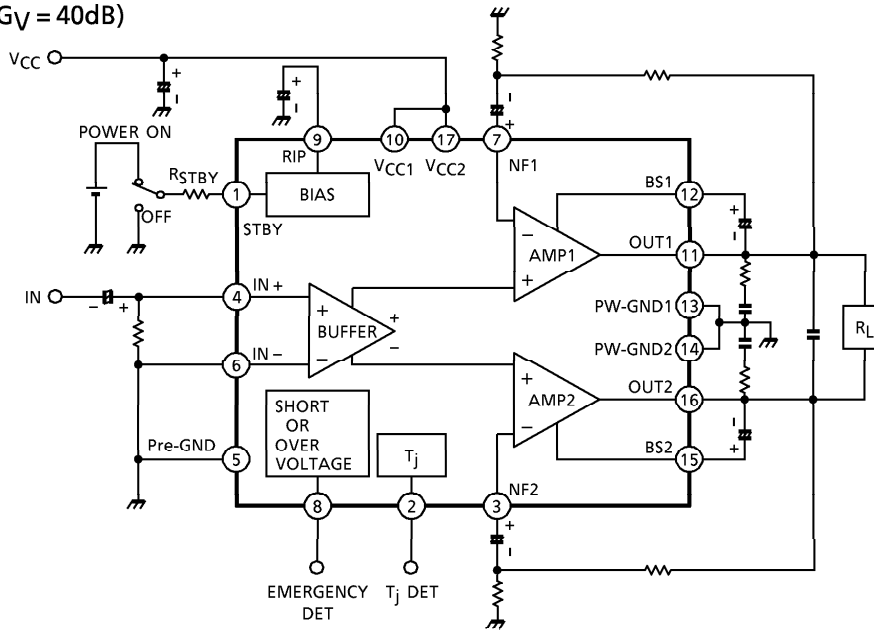 GV = 40dB)
VCC
POWER ON
RSTBY
OFF
+
-
9
RIP
10
VCC1
17
VCC2
7
NF1
1
STBY
BIAS
BS1
12
AMP1
OUT1
11
IN
4
IN +
BUFFER
6
IN -
PW-GND1
13
PW-GND2
14
RL
AMP2
OUT2
16
Pre-GND
5
SHORT
OR
OVER
VOLTAGE
Tj
BS2
15
NF2
8
2
3
EMERGENCY
DET
Tj DET